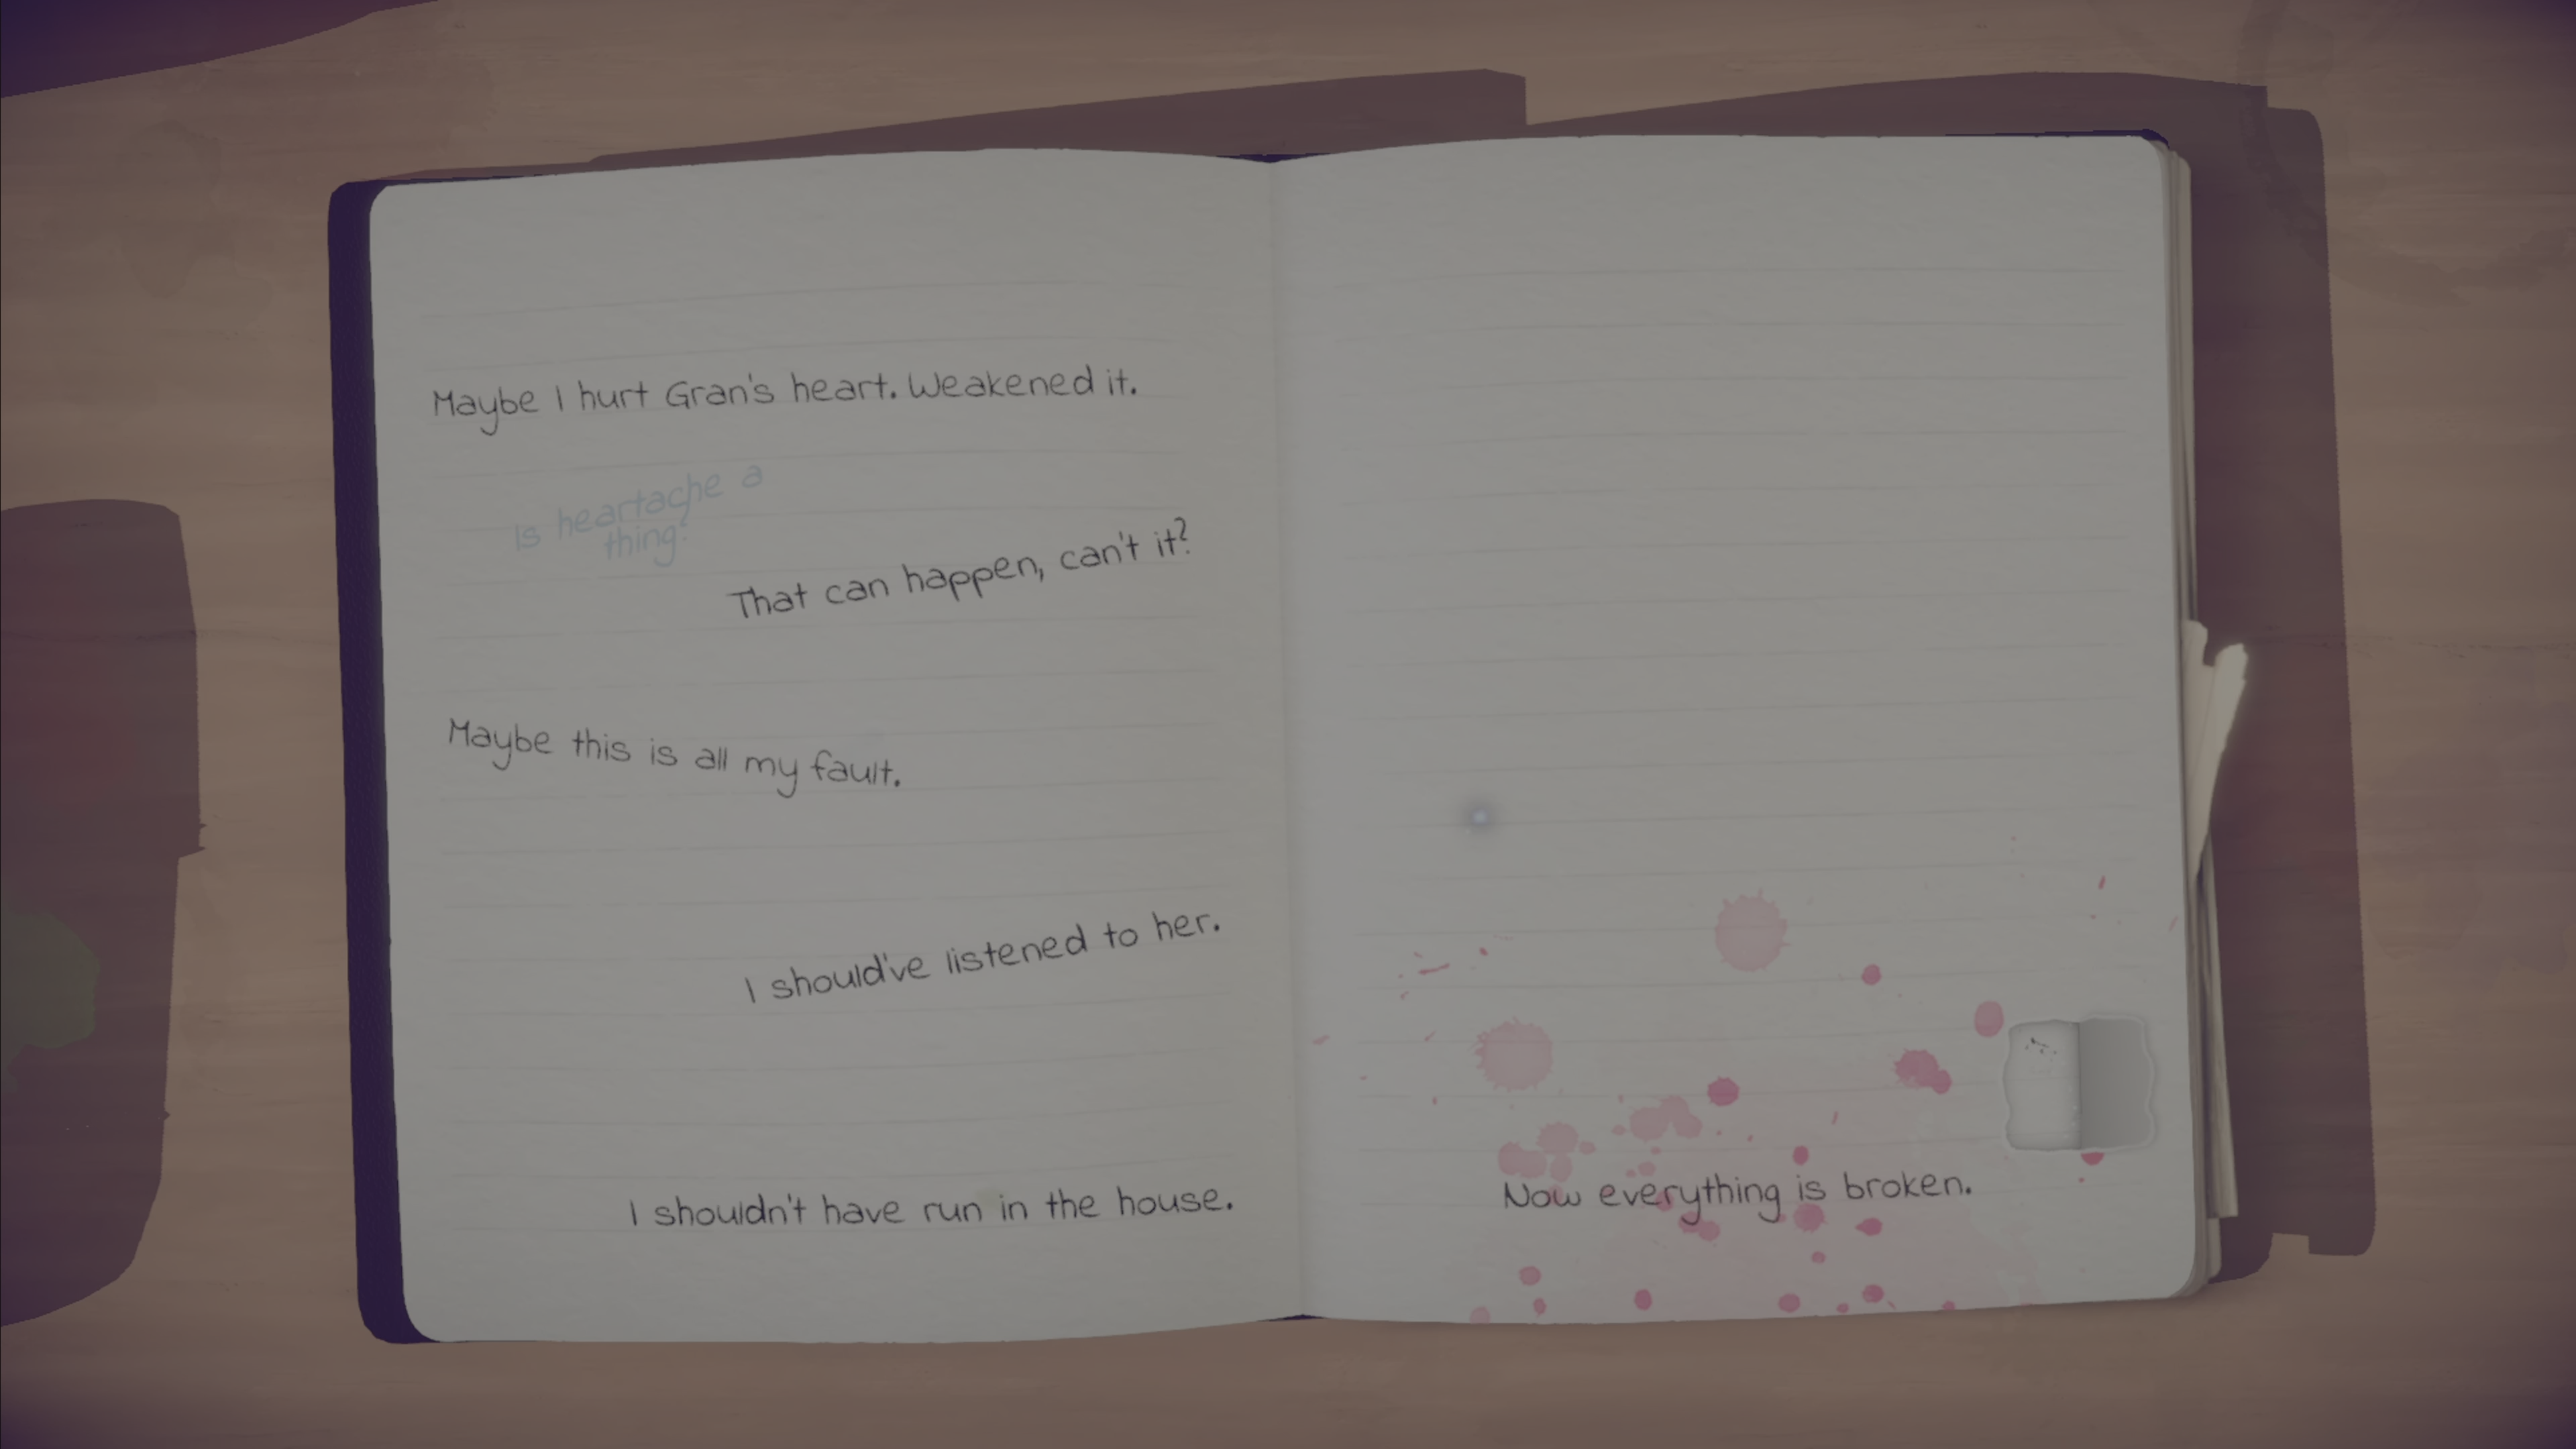 Maybe I hurt Gran's heart. Weakened it.
Is heartache a
thing?
That can happen, can't it?
Maybe this is all my fault.
I should've listened to her.
I shouldn't have run in the house.
Now everything is broken.